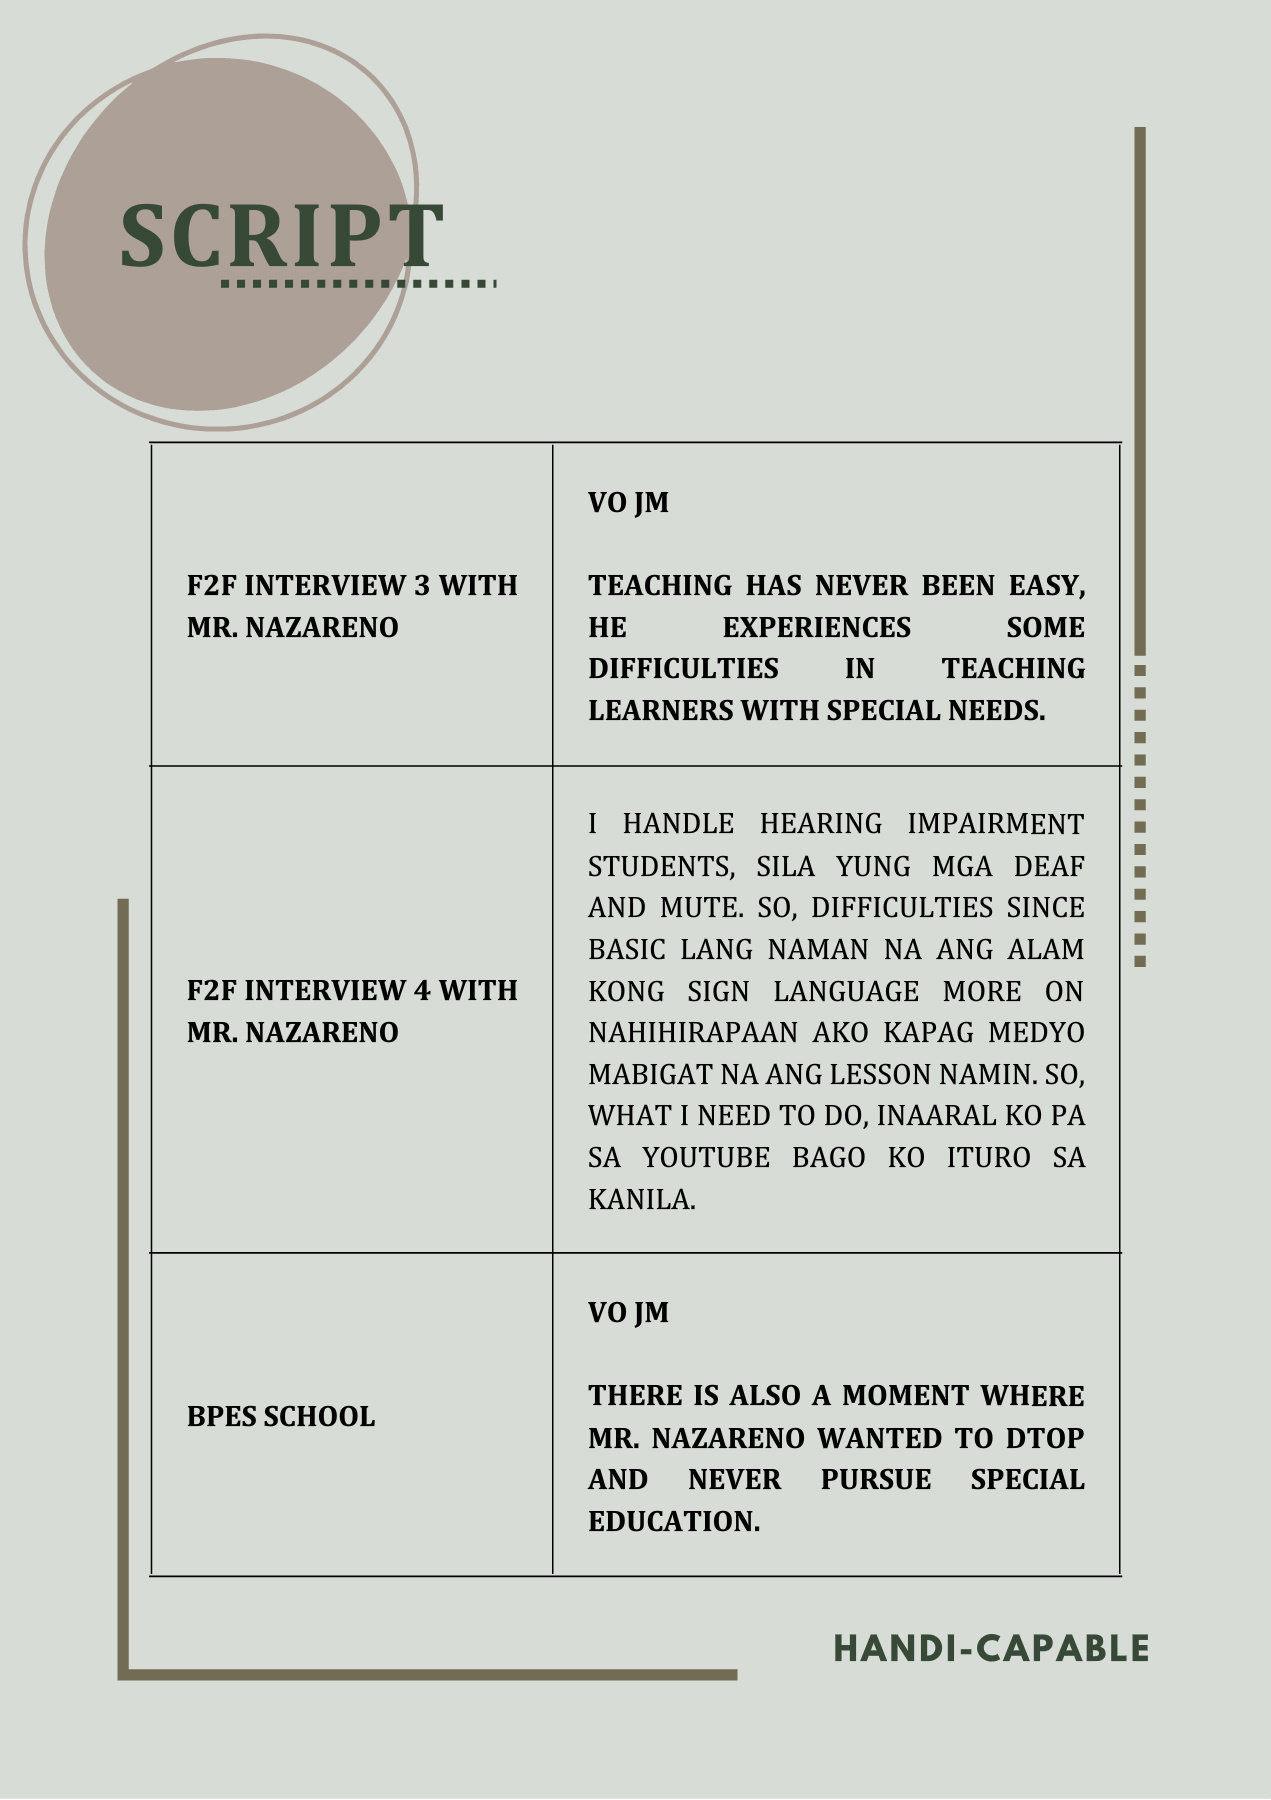 SCRIPT
VO JM
F2F INTERVIEW 3 WITH
MR. NAZARENO
TEACHING HAS NEVER BEEN EASY,
HE EXPERIENCES SOME
DIFFICULTIES IN TEACHING
LEARNERS WITH SPECIAL NEEDS.
F2F INTERVIEW 4 WITH
MR. NAZARENO
I HANDLE HEARING IMPAIRMENT
STUDENTS, SILA YUNG MGA DEAF
AND MUTE. SO, DIFFICULTIES SINCE
BASIC LANG NAMAN NA ANG ALAM
KONG SIGN LANGUAGE MORE ON
NAHIHIRAPAAN AKO KAPAG MEDYO
MABIGAT NA ANG LESSON NAMIN. SO,
WHAT I NEED TO DO, INAARAL KO PA
SA YOUTUBE BAGO KO ITURO SA
KANILA.
BPES SCHOOL
VO JM
THERE IS ALSO A MOMENT WHERE
MR. NAZARENO WANTED TO DTOP
AND NEVER PURSUE SPECIAL
EDUCATION.
HANDI-CAPABLE